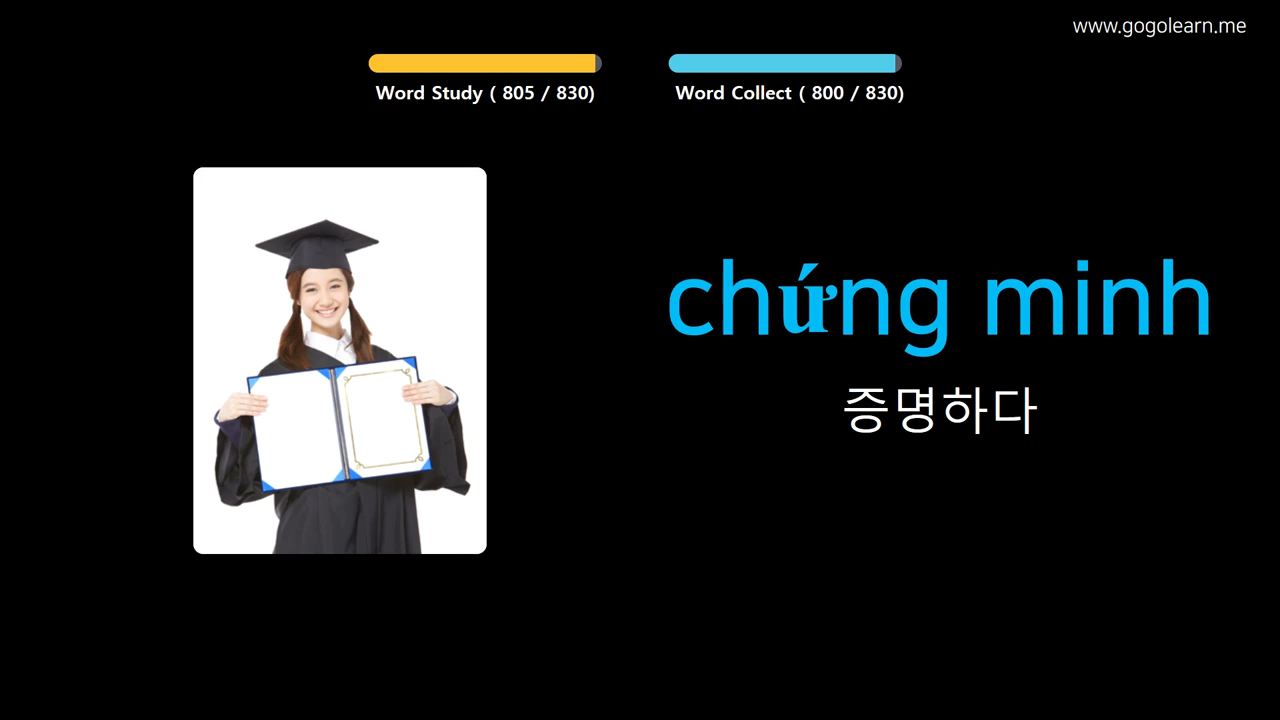 www.gogolearn.me
Word Study ( 805 / 830)
Word Collect ( 800 / 830)
chứng minh
증명하다